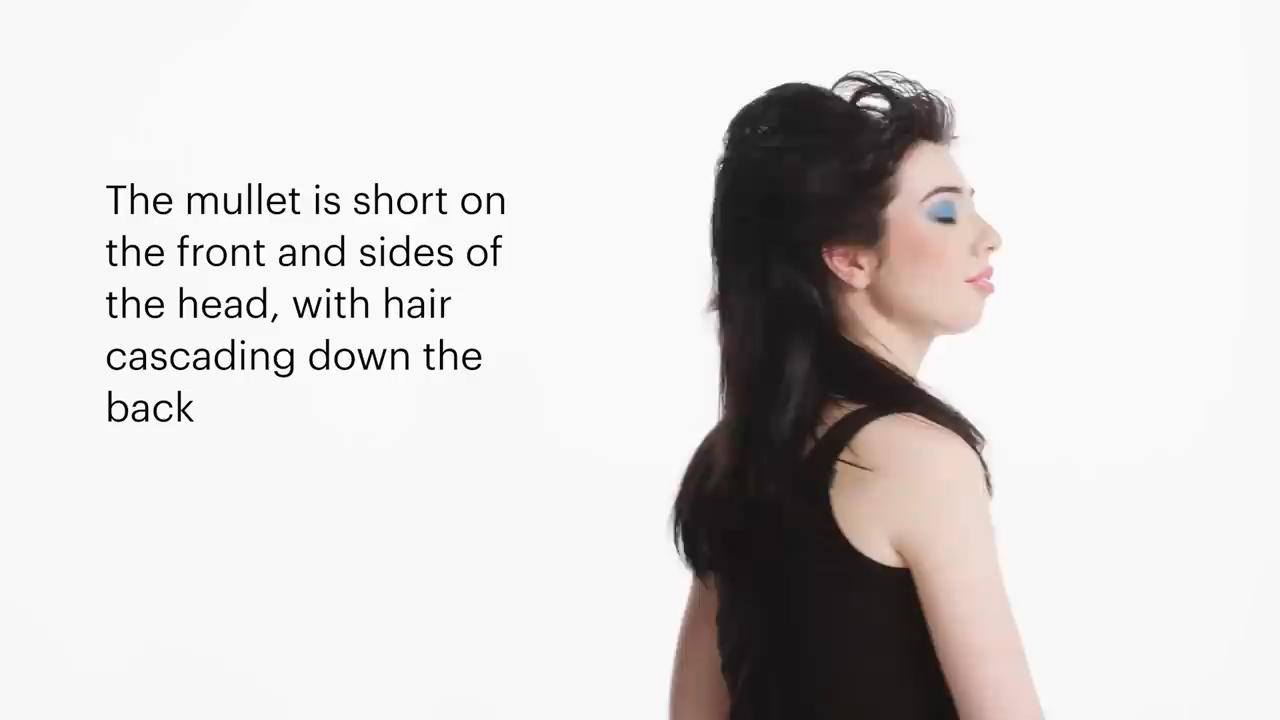 The mullet is short on
the front and sides of
the head, with hair
cascading down the
back